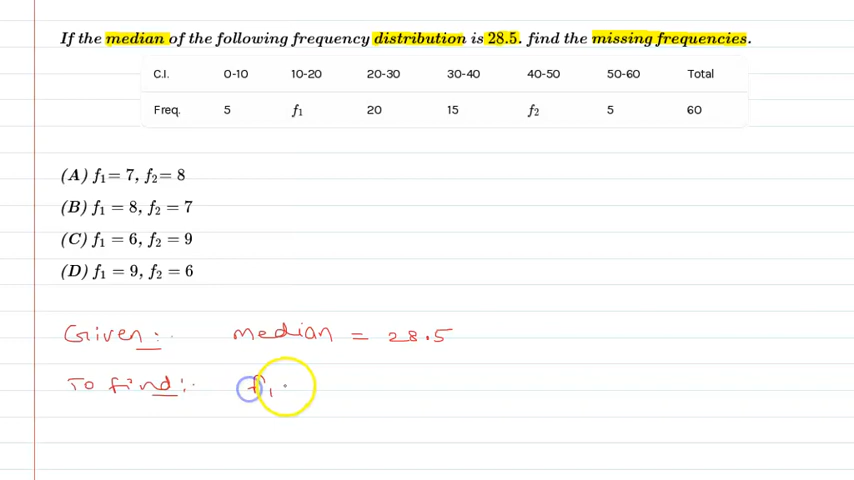 If the median of the following frequency distribution is 28.5. find the missing frequencies.
C.I. 0-10 10-20 20-30 30-40 40-50 50-60 Total
Freq. 5 f₁ 20 15 f₂ 5 60
(A) f₁= 7, f₂= 8
(B) f₁ = 8, f₂ = 7
(C) f₁ = 6, f₂ = 9
(D) f₁ = 9, f₂ = 6
Given :- median = 28.5
To find :- f₁